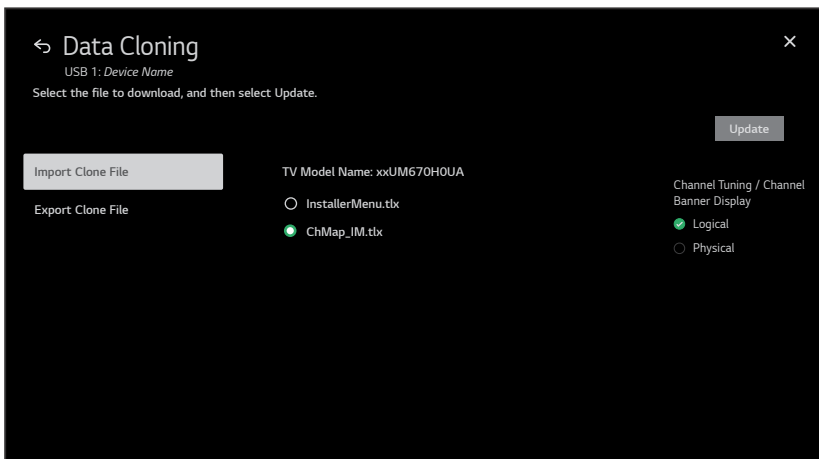 Data Cloning
USB 1: Device Name
Select the file to download, and then select Update.
Update
Import Clone File
Export Clone File
TV Model Name: xxUM670H0UA
InstallerMenu.tlx
ChMap_IM.tlx
Channel Tuning / Channel
Banner Display
Logical
Physical